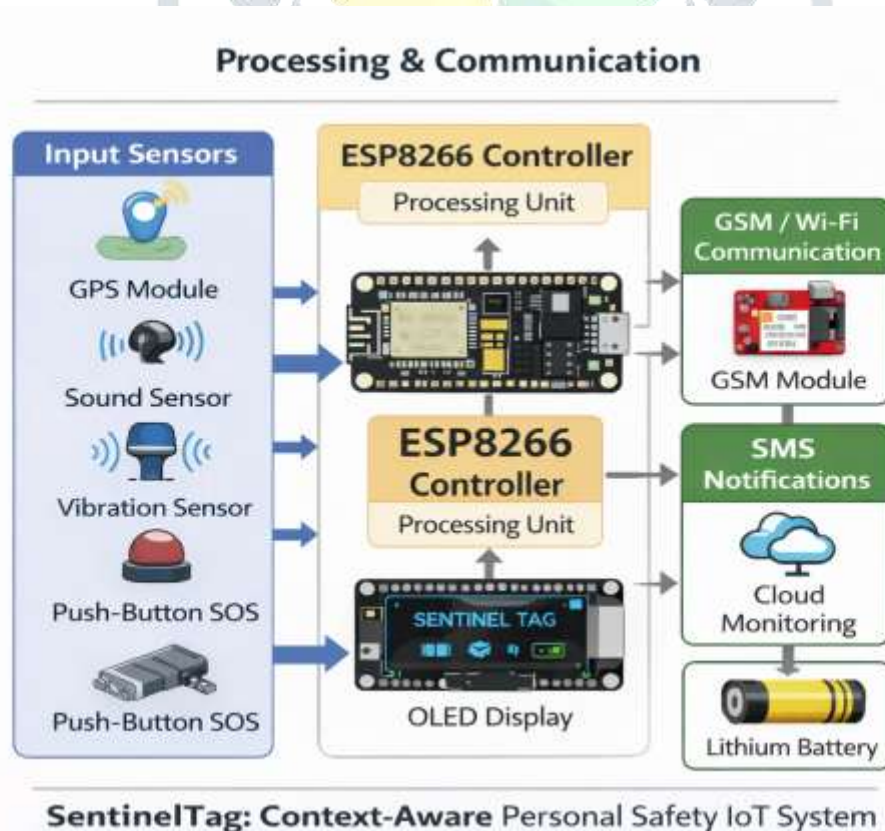 Processing & Communication
Input Sensors
GPS Module
Sound Sensor
Vibration Sensor
Push-Button SOS
Push-Button SOS
ESP8266 Controller
Processing Unit
ESP8266
Controller
Processing Unit
SENTINEL TAG
OLED Display
GSM / Wi-Fi
Communication
GSM Module
SMS
Notifications
Cloud
Monitoring
Lithium Battery
SentinelTag: Context-Aware Personal Safety IoT System